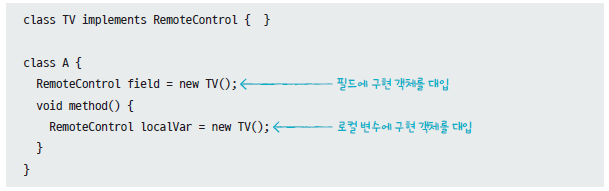 class TV implements RemoteControl {  }
class A {
RemoteControl field = new TV(); 필드에 구현 객체를 대입
void method() {
RemoteControl localVar = new TV(); 로컬 변수에 구현 객체를 대입
}
}